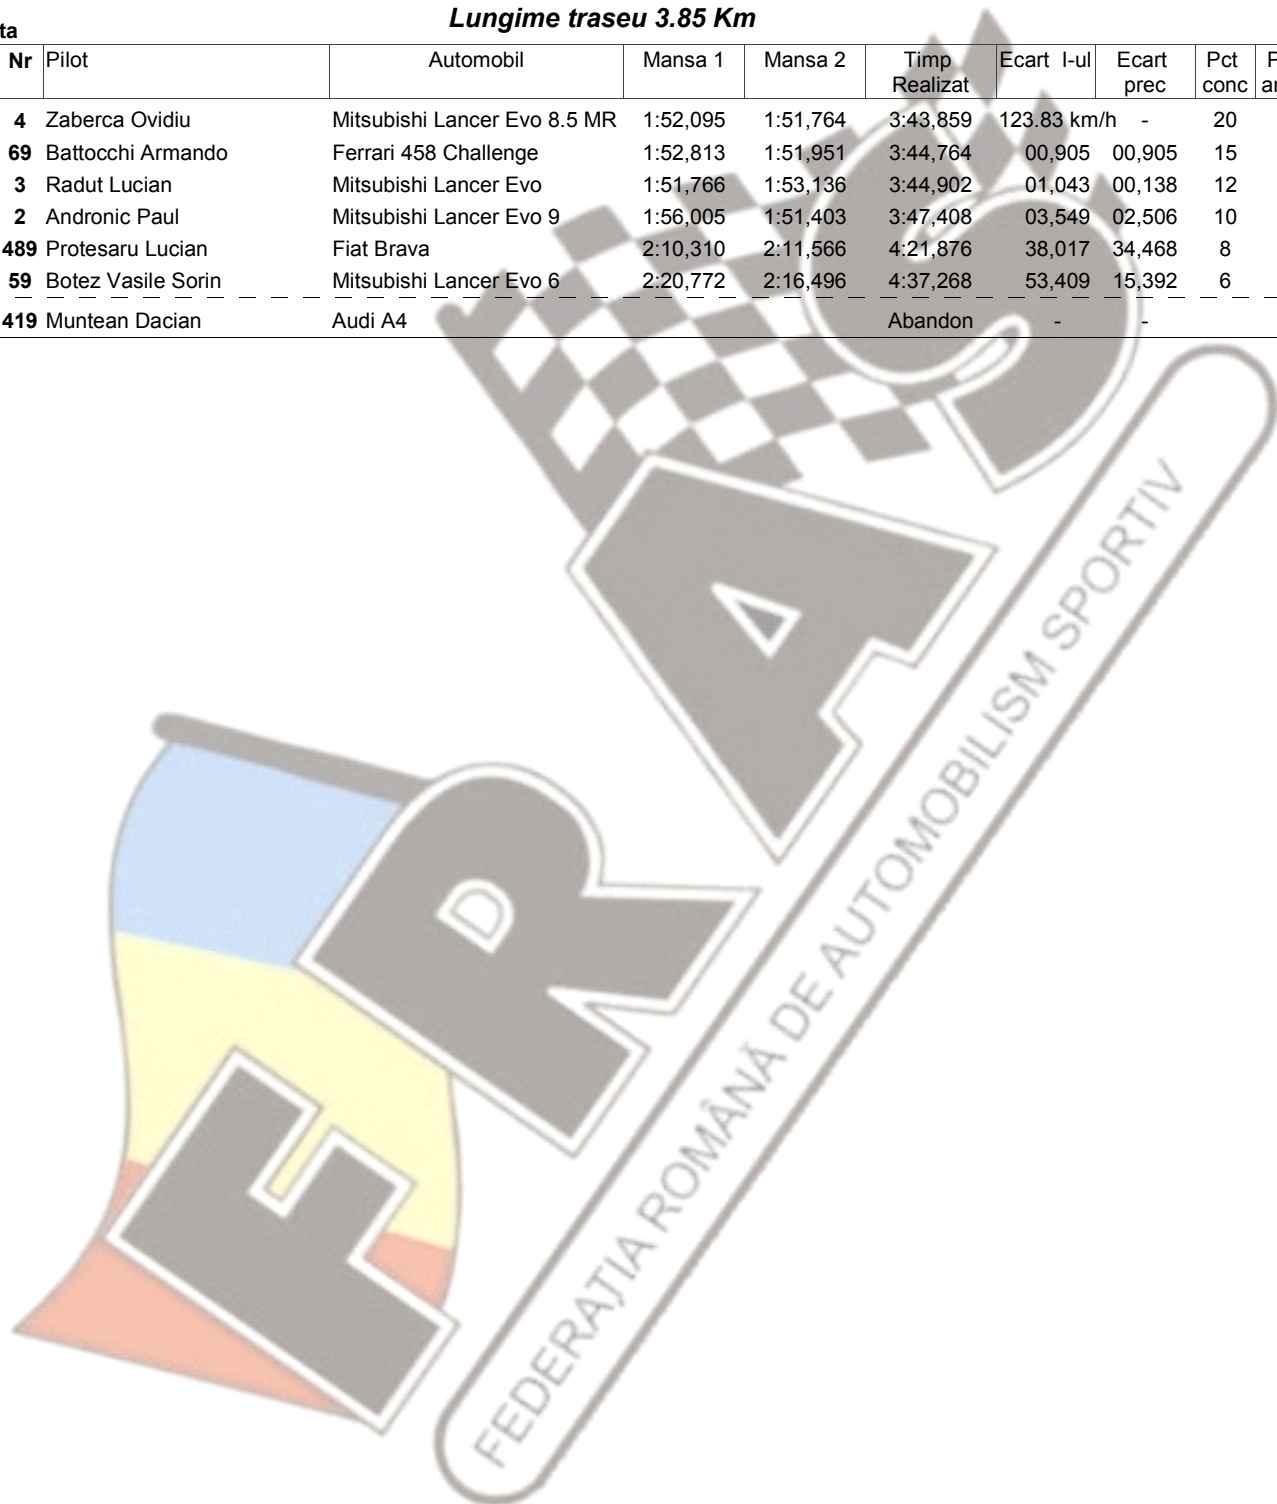 Lungime traseu 3.85 Km
ta
Nr Pilot Automobil Mansa 1 Mansa 2 Timp Realizat Ecart I-ul Ecart prec Pct conc
4 Zaberca Ovidiu Mitsubishi Lancer Evo 8.5 MR 1:52,095 1:51,764 3:43,859 123.83 km/h - 20
69 Battocchi Armando Ferrari 458 Challenge 1:52,813 1:51,951 3:44,764 00,905 00,905 15
3 Radut Lucian Mitsubishi Lancer Evo 1:51,766 1:53,136 3:44,902 01,043 00,138 12
2 Andronic Paul Mitsubishi Lancer Evo 9 1:56,005 1:51,403 3:47,408 03,549 02,506 10
489 Protesaru Lucian Fiat Brava 2:10,310 2:11,566 4:21,876 38,017 34,468 8
59 Botez Vasile Sorin Mitsubishi Lancer Evo 6 2:20,772 2:16,496 4:37,268 53,409 15,392 6
419 Muntean Dacian Audi A4 Abandon - -
FRAS
FEDERAŢIA ROMÂNĂ DE AUTOMOBILISM SPORTIV